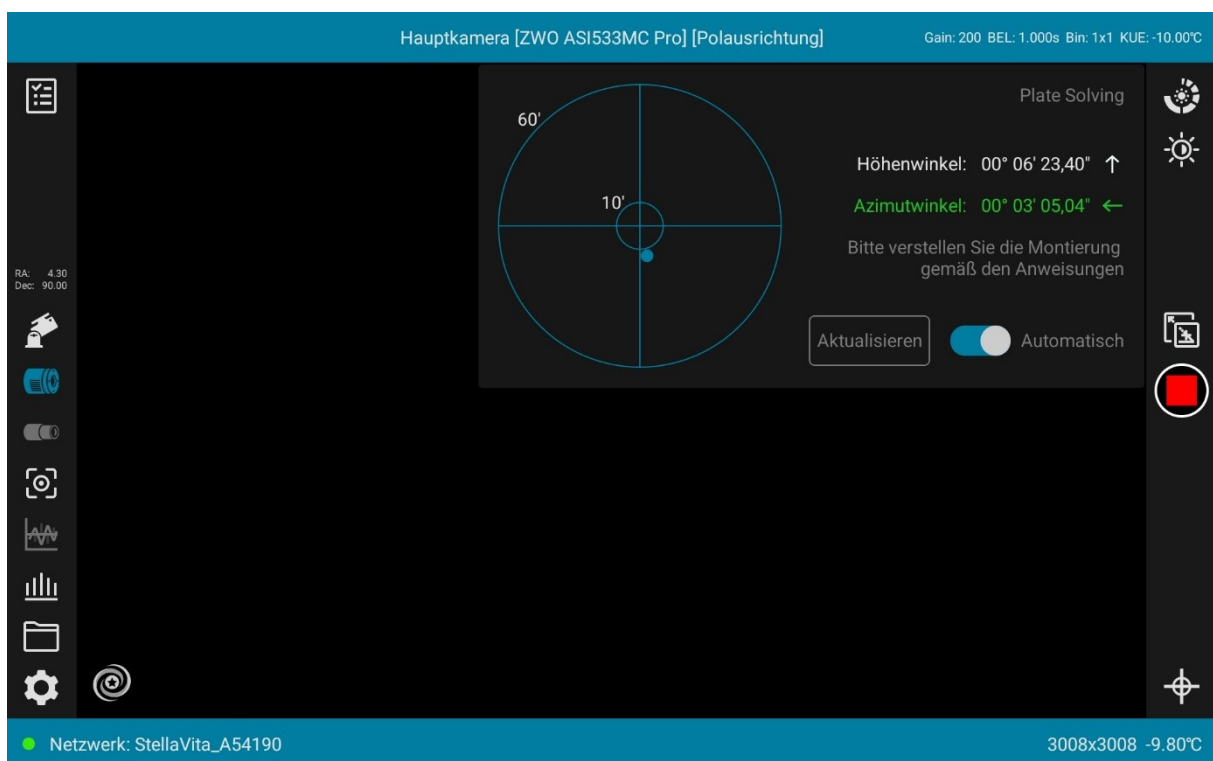 Hauptkamera [ZWO ASI533MC Pro] [Polausrichtung]
Gain: 200 BEL: 1.000s Bin: 1x1 KUE: -10.00℃
Plate Solving
60'
10'
Höhenwinkel: 00° 06' 23,40" ↑
Azimutwinkel: 00° 03' 05,04" ←
Bitte verstellen Sie die Montierung
gemäß den Anweisungen
Aktualisieren
Automatisch
RA: 4.30
Dec: 90.00
Netzwerk: StellaVita_A54190
3008x3008 -9.80℃